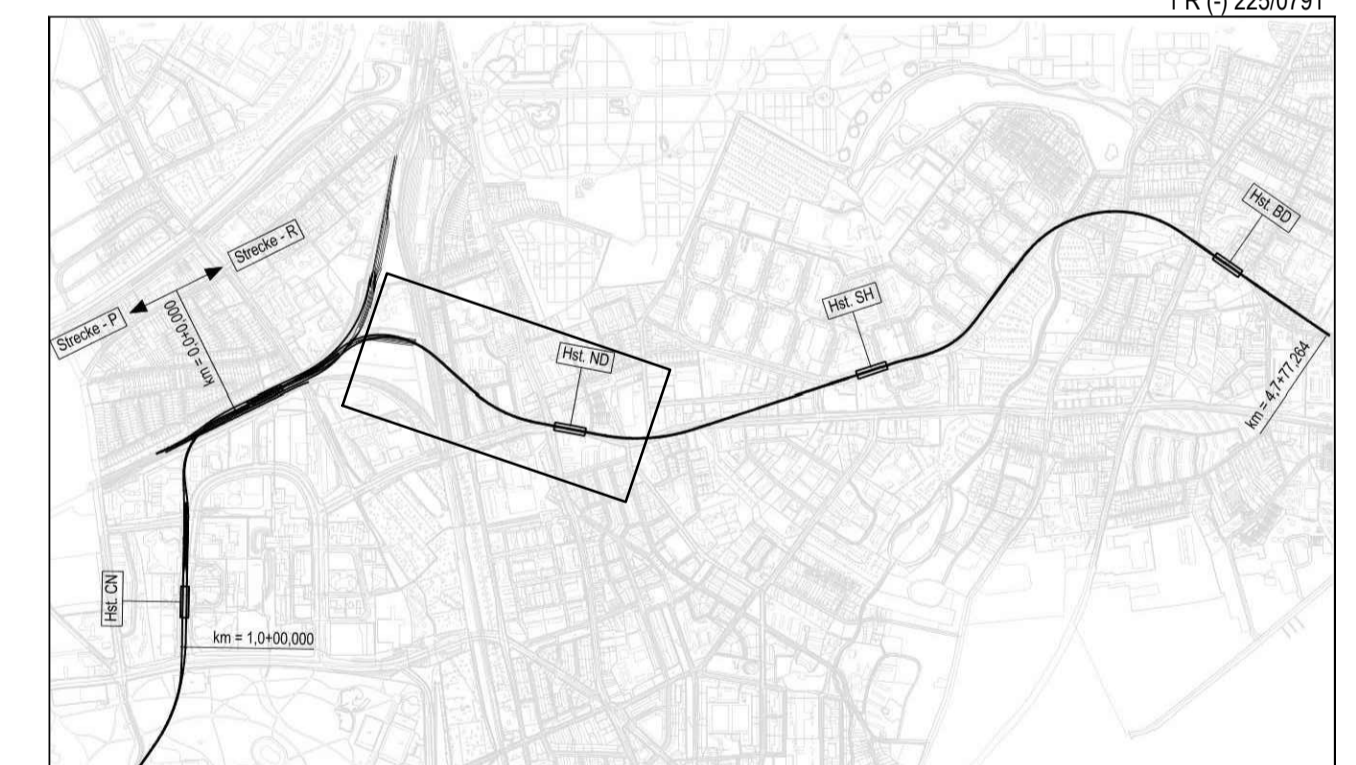 1 R (-) 225/0791
Hst. BD
Strecke - R
Strecke - P
km = 0,0+0,000
Hst. SH
Hst. ND
km = 4,7+77,264
Hst. CN
km = 1,0+00,000